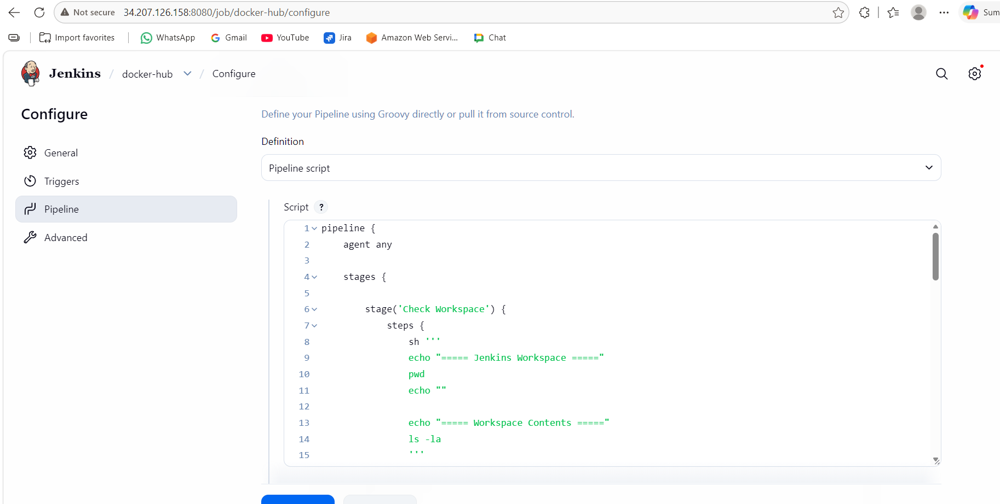 Not secure 34.207.126.158:8080/job/docker-hub/configure Sum
Import favorites WhatsApp Gmail YouTube Jira Amazon Web Servi... Chat
Jenkins / docker-hub / Configure
Configure
General
Triggers
Pipeline
Advanced
Define your Pipeline using Groovy directly or pull it from source control.
Definition
Pipeline script
Script ?
1 pipeline {
2     agent any
3
4     stages {
5
6         stage('Check Workspace') {
7             steps {
8                 sh '''
9                 echo "===== Jenkins Workspace ====="
10                 pwd
11                 echo ""
12
13                 echo "===== Workspace Contents ====="
14                 ls -la
15                 '''